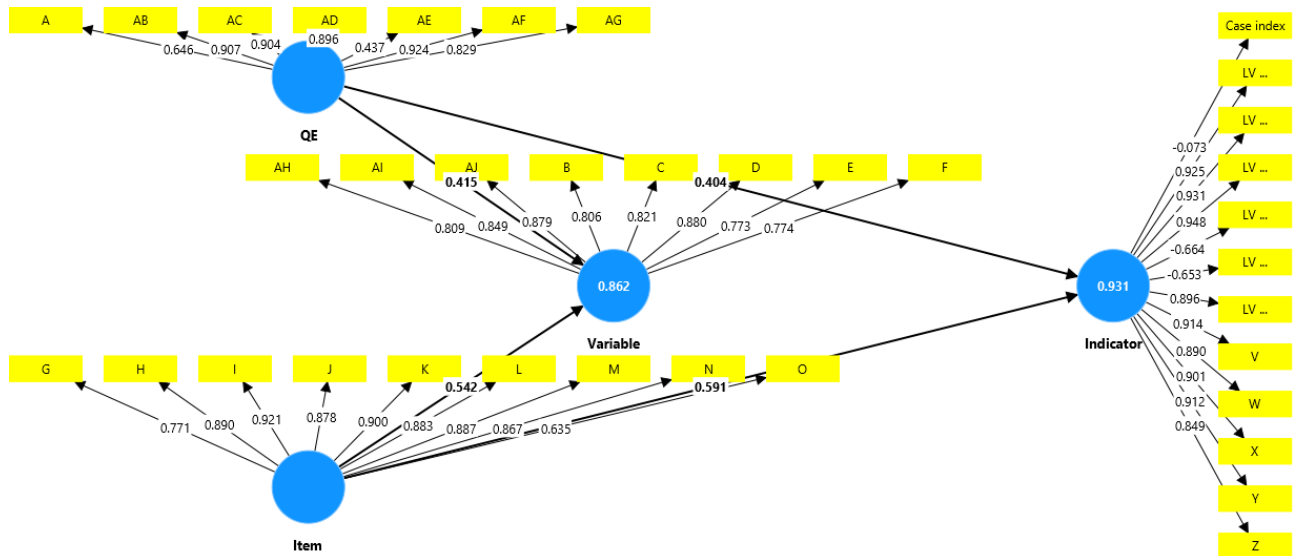 A AB AC AD AE AF AG
0.646 0.907 0.904 0.896 0.437 0.924 0.829
QE
AH AI AJ B C D E F
0.415 0.404
0.809 0.849 0.879 0.806 0.821 0.880 0.773 0.774
0.862
Variable
G H I J K L M N O
0.542 0.591
0.771 0.890 0.921 0.878 0.900 0.883 0.887 0.867 0.635
Item
0.931
Indicator
Case index
LV ...
LV ...
LV ...
LV ...
LV ...
LV ...
V
W
X
Y
Z
-0.073
0.925
0.931
0.948
-0.664
-0.653
0.896
0.914
0.890
0.901
0.912
0.849